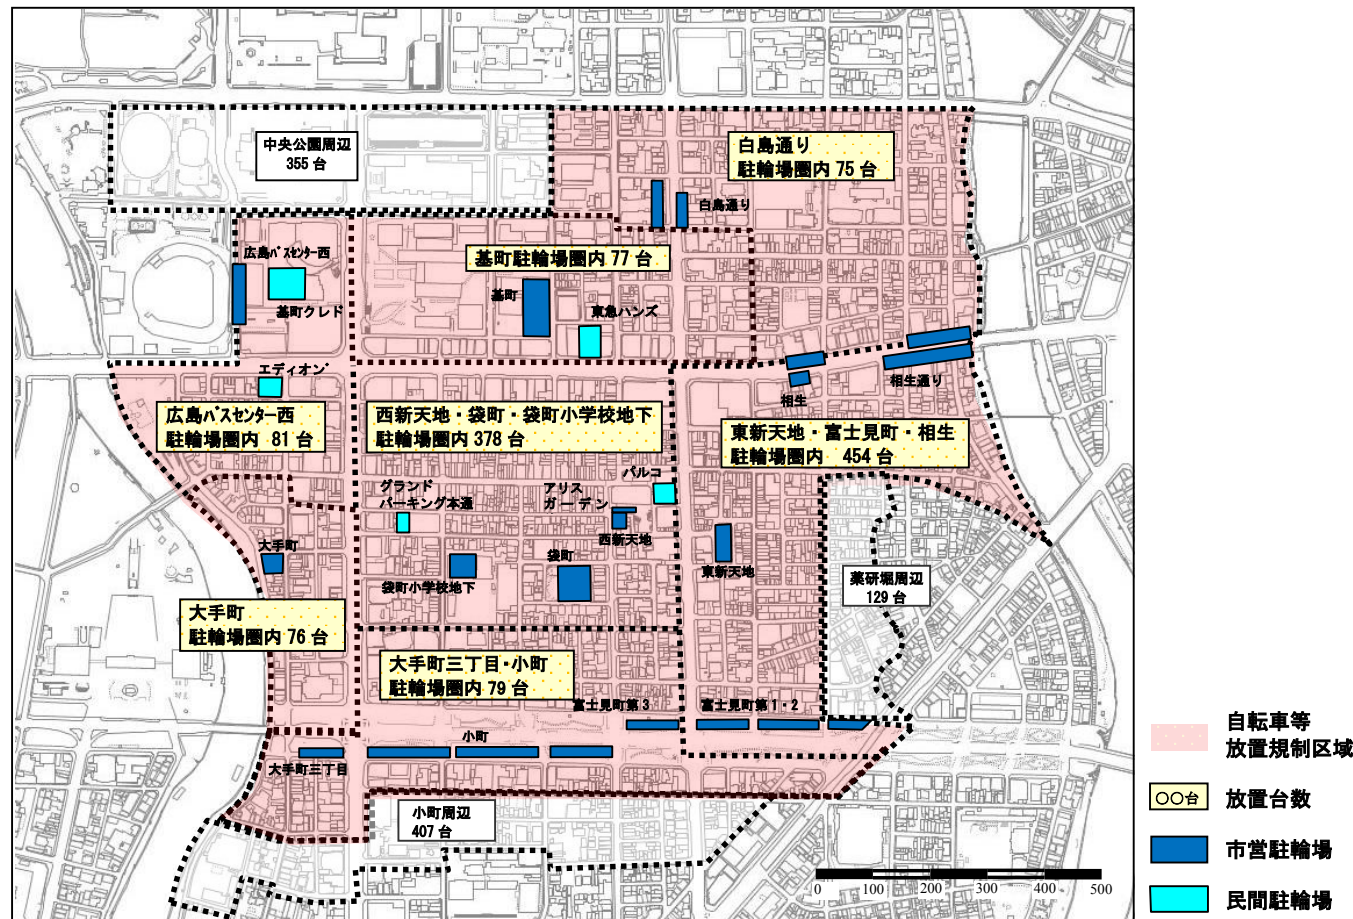 中央公園周辺
355 台
白島通り
駐輪場圏内 75 台
白島通り
広島バスセンター西
基町クレド
基町駐輪場圏内 77 台
基町
東急ハンズ
エディオン
相生
相生通り
広島バスセンター西
駐輪場圏内 81 台
西新天地・袋町・袋町小学校地下
駐輪場圏内 378 台
東新天地・富士見町・相生
駐輪場圏内 454 台
パルコ
グランド
パーキング本通
アリス
ガーデン
西新天地
大手町
袋町小学校地下
袋町
東新天地
薬研堀周辺
129 台
大手町
駐輪場圏内 76 台
大手町三丁目・小町
駐輪場圏内 79 台
富士見町第3
富士見町第1・2
小町
大手町三丁目
小町周辺
407 台
0 100 200 300 400 500
自転車等
放置規制区域
○○台 放置台数
市営駐輪場
民間駐輪場